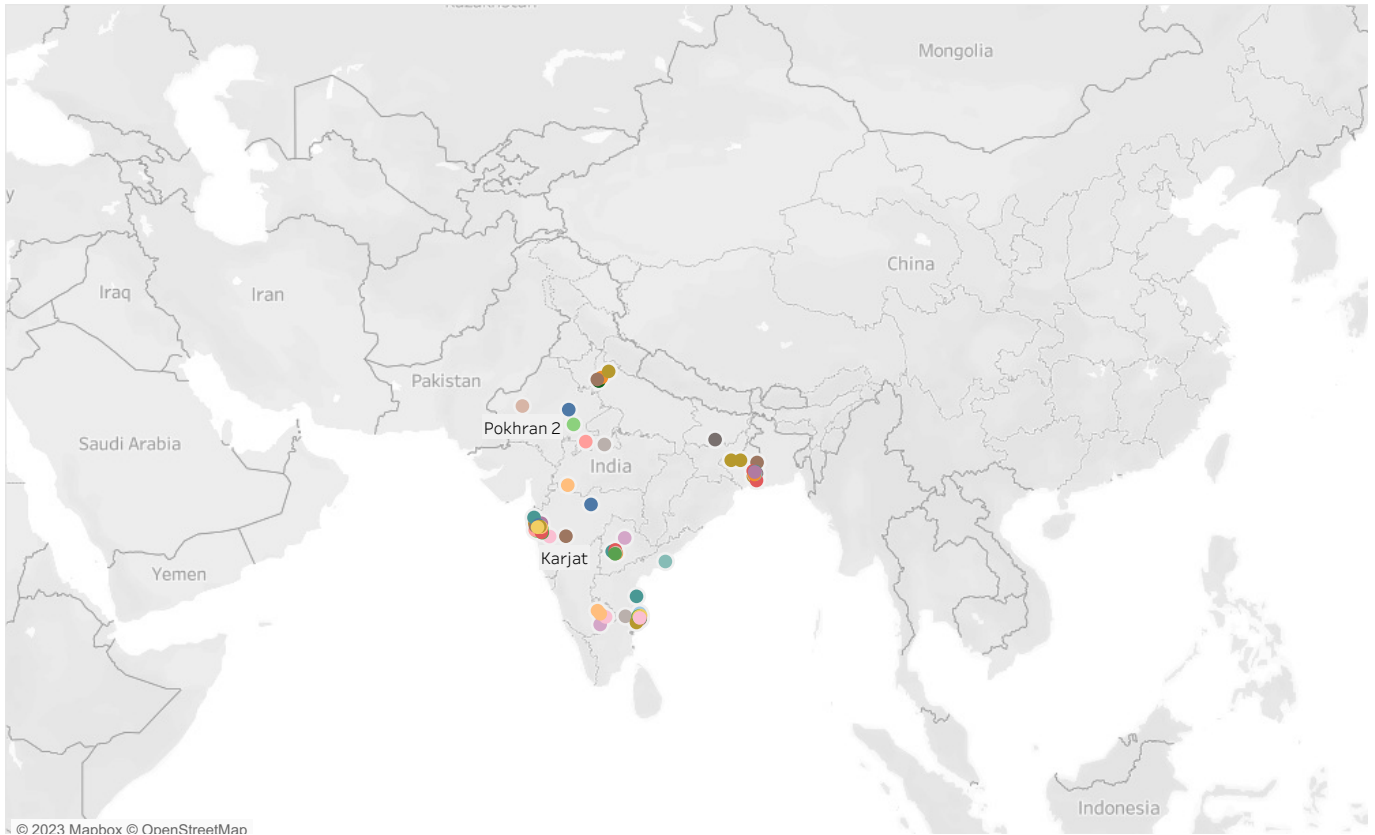 Kazakhstan
Mongolia
China
y
Iraq
Iran
Pakistan
Pokhran 2
Saudi Arabia
India
Karjat
Yemen
Indonesia
© 2023 Mapbox © OpenStreetMap